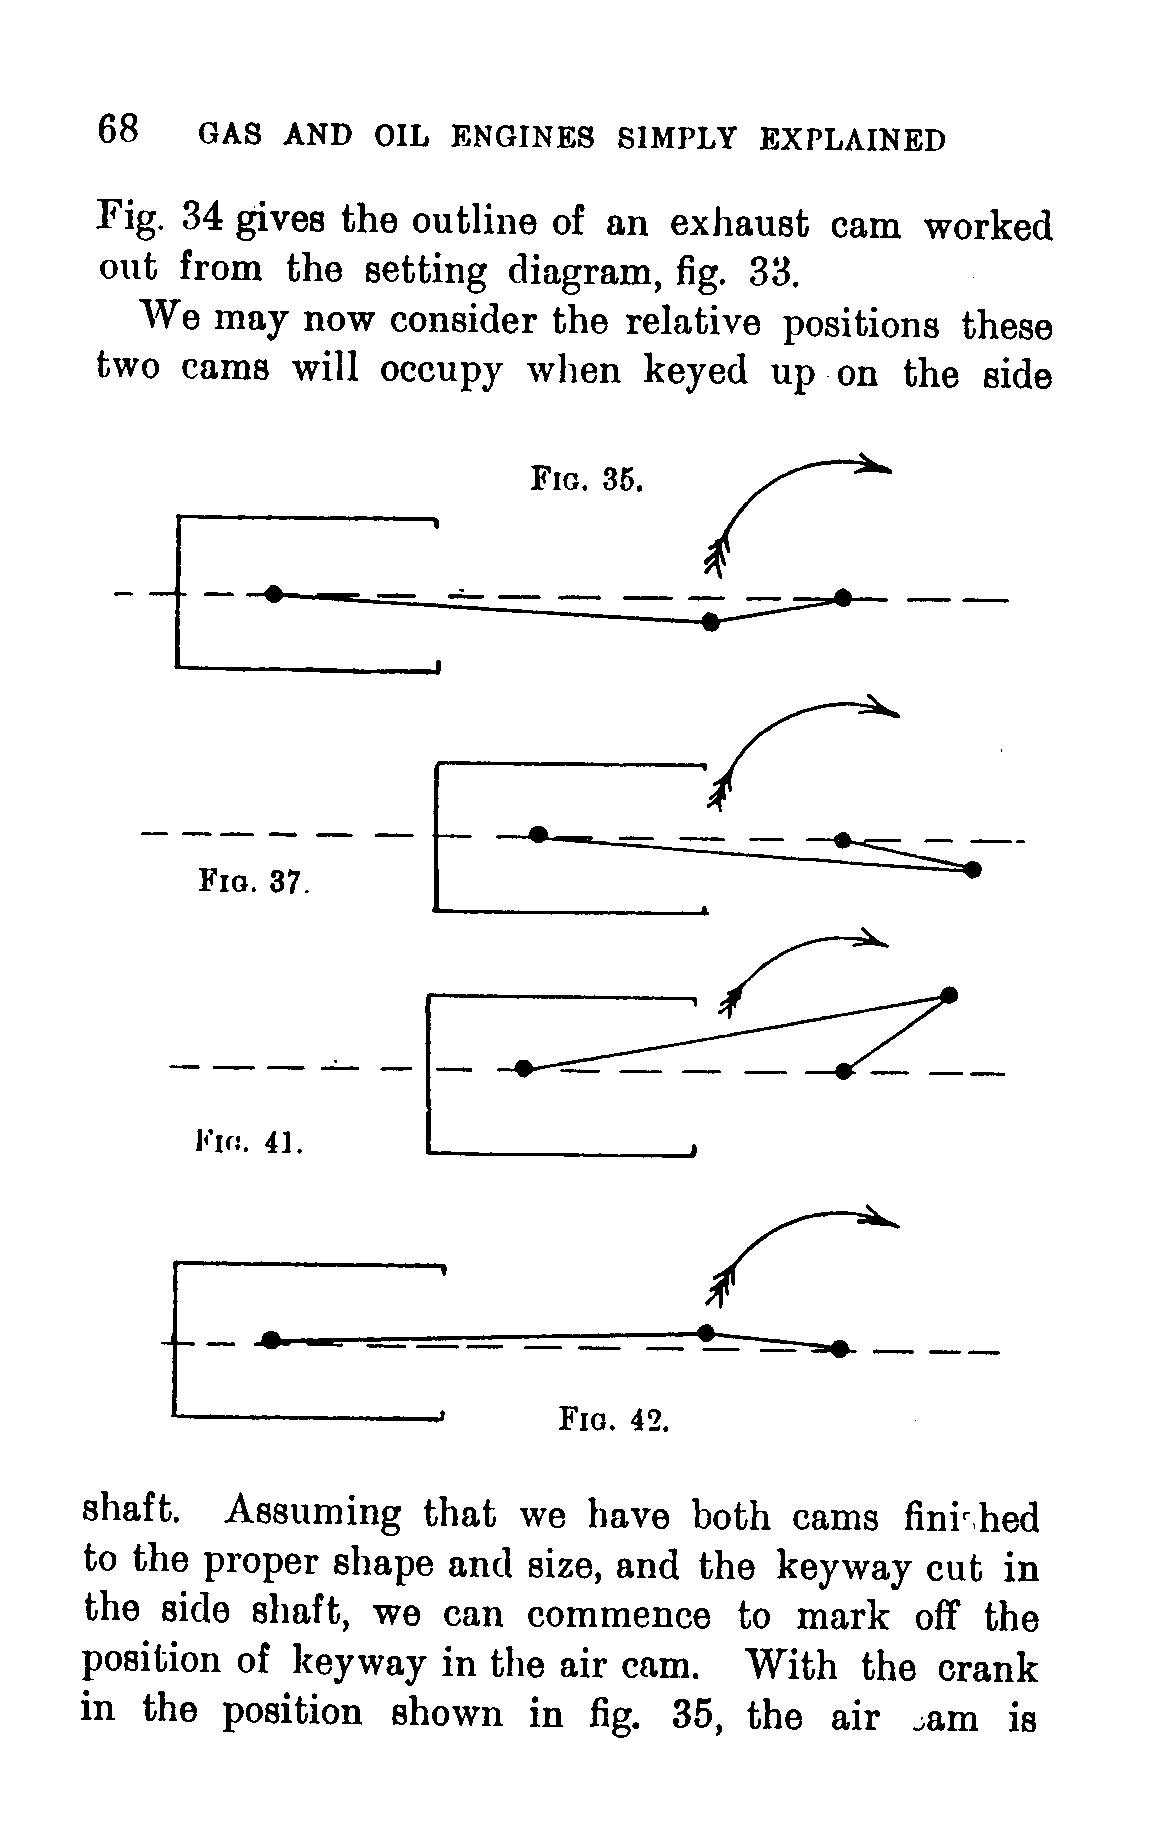 68 GAS AND OIL ENGINES SIMPLY EXPLAINED
Fig. 34 gives the outline of an exhaust cam worked
out from the setting diagram, fig. 33.
We may now consider the relative positions these
two cams will occupy when keyed up on the side
FIG. 35.
FIG. 37.
FIG. 41.
FIG. 42.
shaft. Assuming that we have both cams finished
to the proper shape and size, and the keyway cut in
the side shaft, we can commence to mark off the
position of keyway in the air cam. With the crank
in the position shown in fig. 35, the air cam is